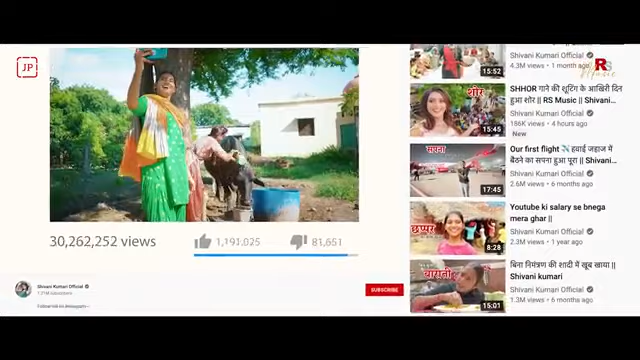 JP
RS
Music
30,262,252 views
1,191,025
81,651
Shivani Kumari Official
SUBSCRIBE
Shivani Kumari Official
4.3M views • 1 month ago
15:52
शोर
15:45
SHHOR गाने की शूटिंग के आखिरी दिन
हुआ शोर || RS Music || Shivani...
Shivani Kumari Official
186K views • 4 hours ago
New
सपना
17:45
Our first flight ✈ हवाई जहाज में
बैठने का सपना हुआ पूरा || Shivani...
Shivani Kumari Official
2.6M views • 6 months ago
छप्पर
8:28
Youtube ki salary se bnega
mera ghar ||
Shivani Kumari Official
2.3M views • 1 year ago
बाराती
15:01
बिना निमंत्रण की शादी में खूब खाया ||
Shivani kumari
Shivani Kumari Official
1.3M views • 6 months ago